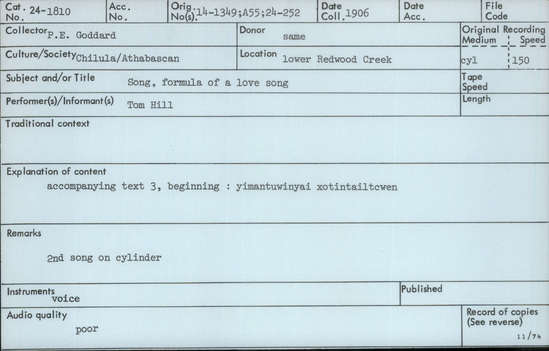 Cat. 24-1810 No. Acc. No. Orig. No(s). 14-1349;A55;24-252 Date Coll. 1906 Date Acc. File Code
Collector P.E. Goddard Donor same Original Recording Medium Speed
Culture/Society Chilula/Athabascan Location lower Redwood Creek cyl 150
Subject and/or Title Song, formula of a love song Tape Speed
Performer(s)/Informant(s) Tom Hill Length
Traditional context
Explanation of content
accompanying text 3, beginning : yimantuwinyai xotintailtcwen
Remarks
2nd song on cylinder
Instruments voice Published
Audio quality poor Record of copies (See reverse)
11/74